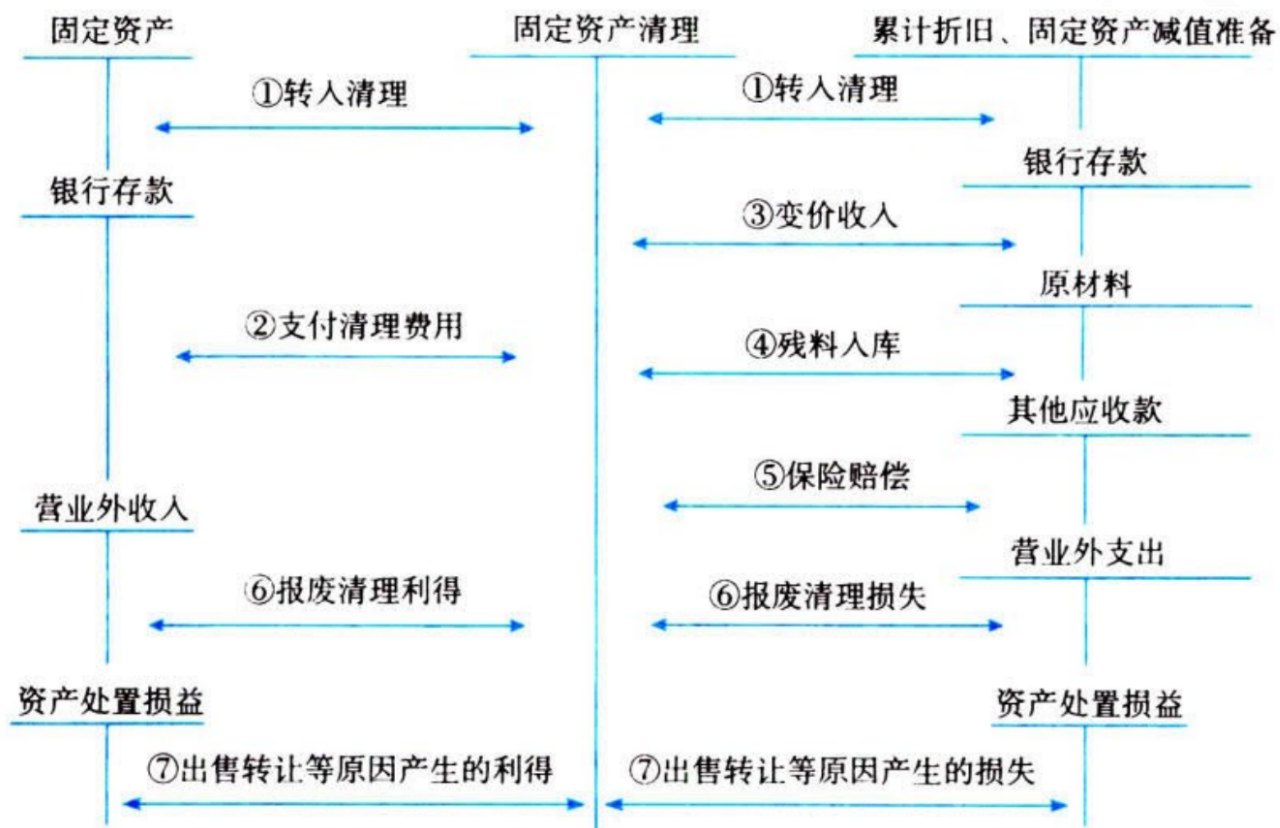 固定资产
固定资产清理
累计折旧、固定资产减值准备
①转入清理
①转入清理
银行存款
银行存款
③变价收入
原材料
②支付清理费用
④残料入库
其他应收款
⑤保险赔偿
营业外收入
营业外支出
⑥报废清理利得
⑥报废清理损失
资产处置损益
资产处置损益
⑦出售转让等原因产生的利得
⑦出售转让等原因产生的损失